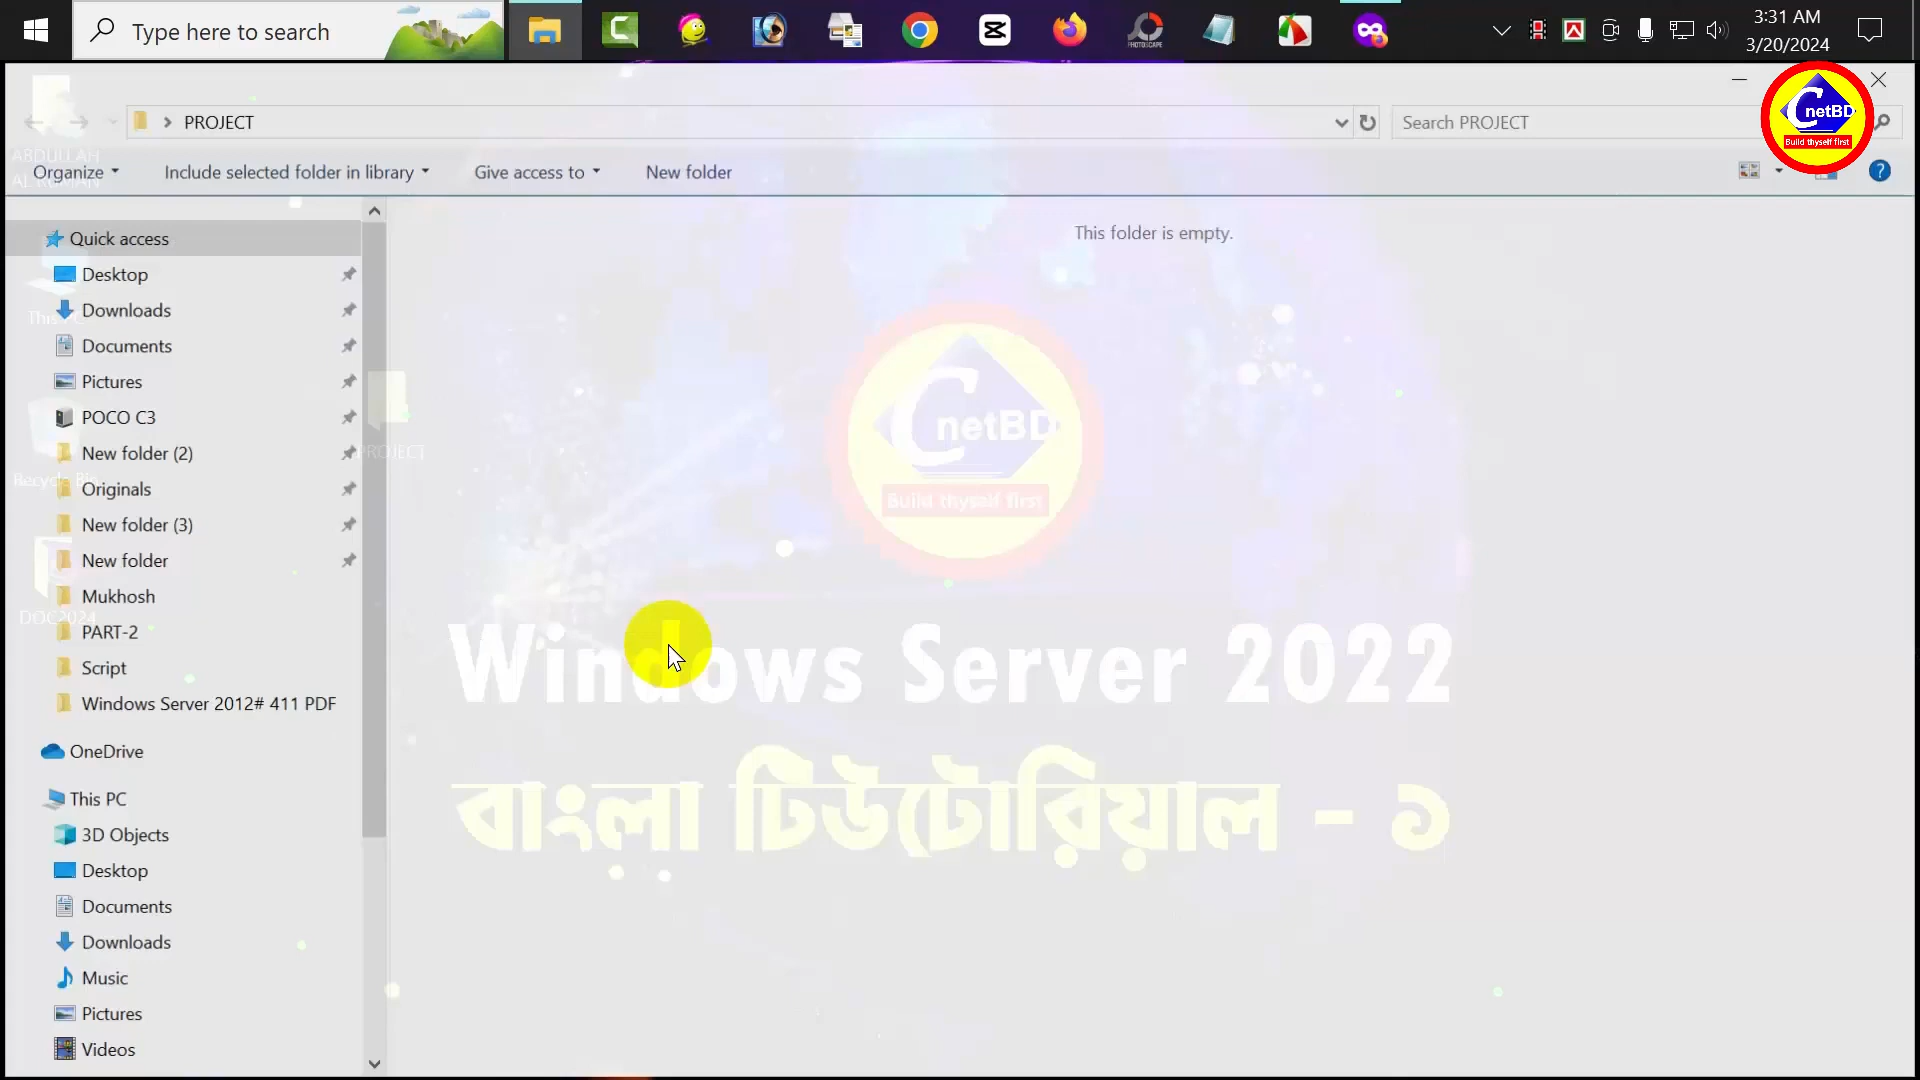 Type here to search
3:31 AM
3/20/2024
PROJECT
Search PROJECT
C netBD
Build thyself first
ABDULLAH
Organize
Include selected folder in library
Give access to
New folder
This folder is empty.
Quick access
Desktop
Downloads
Documents
Pictures
POCO C3
New folder (2)
PROJECT
Originals
New folder (3)
New folder
Mukhosh
DOC2024
PART-2
Script
Windows Server 2012# 411 PDF
OneDrive
This PC
3D Objects
Desktop
Documents
Downloads
Music
Pictures
Videos
C netBD
Build thyself first
Windows Server 2022
বাংলা টিউটোরিয়াল - ১